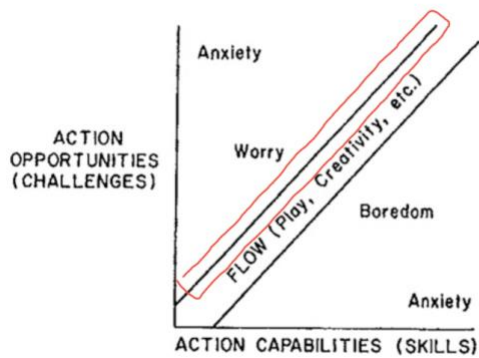 Anxiety
ACTION
OPPORTUNITIES
(CHALLENGES)
Worry
FLOW (Play, Creativity, etc.)
Boredom
Anxiety
ACTION CAPABILITIES (SKILLS)